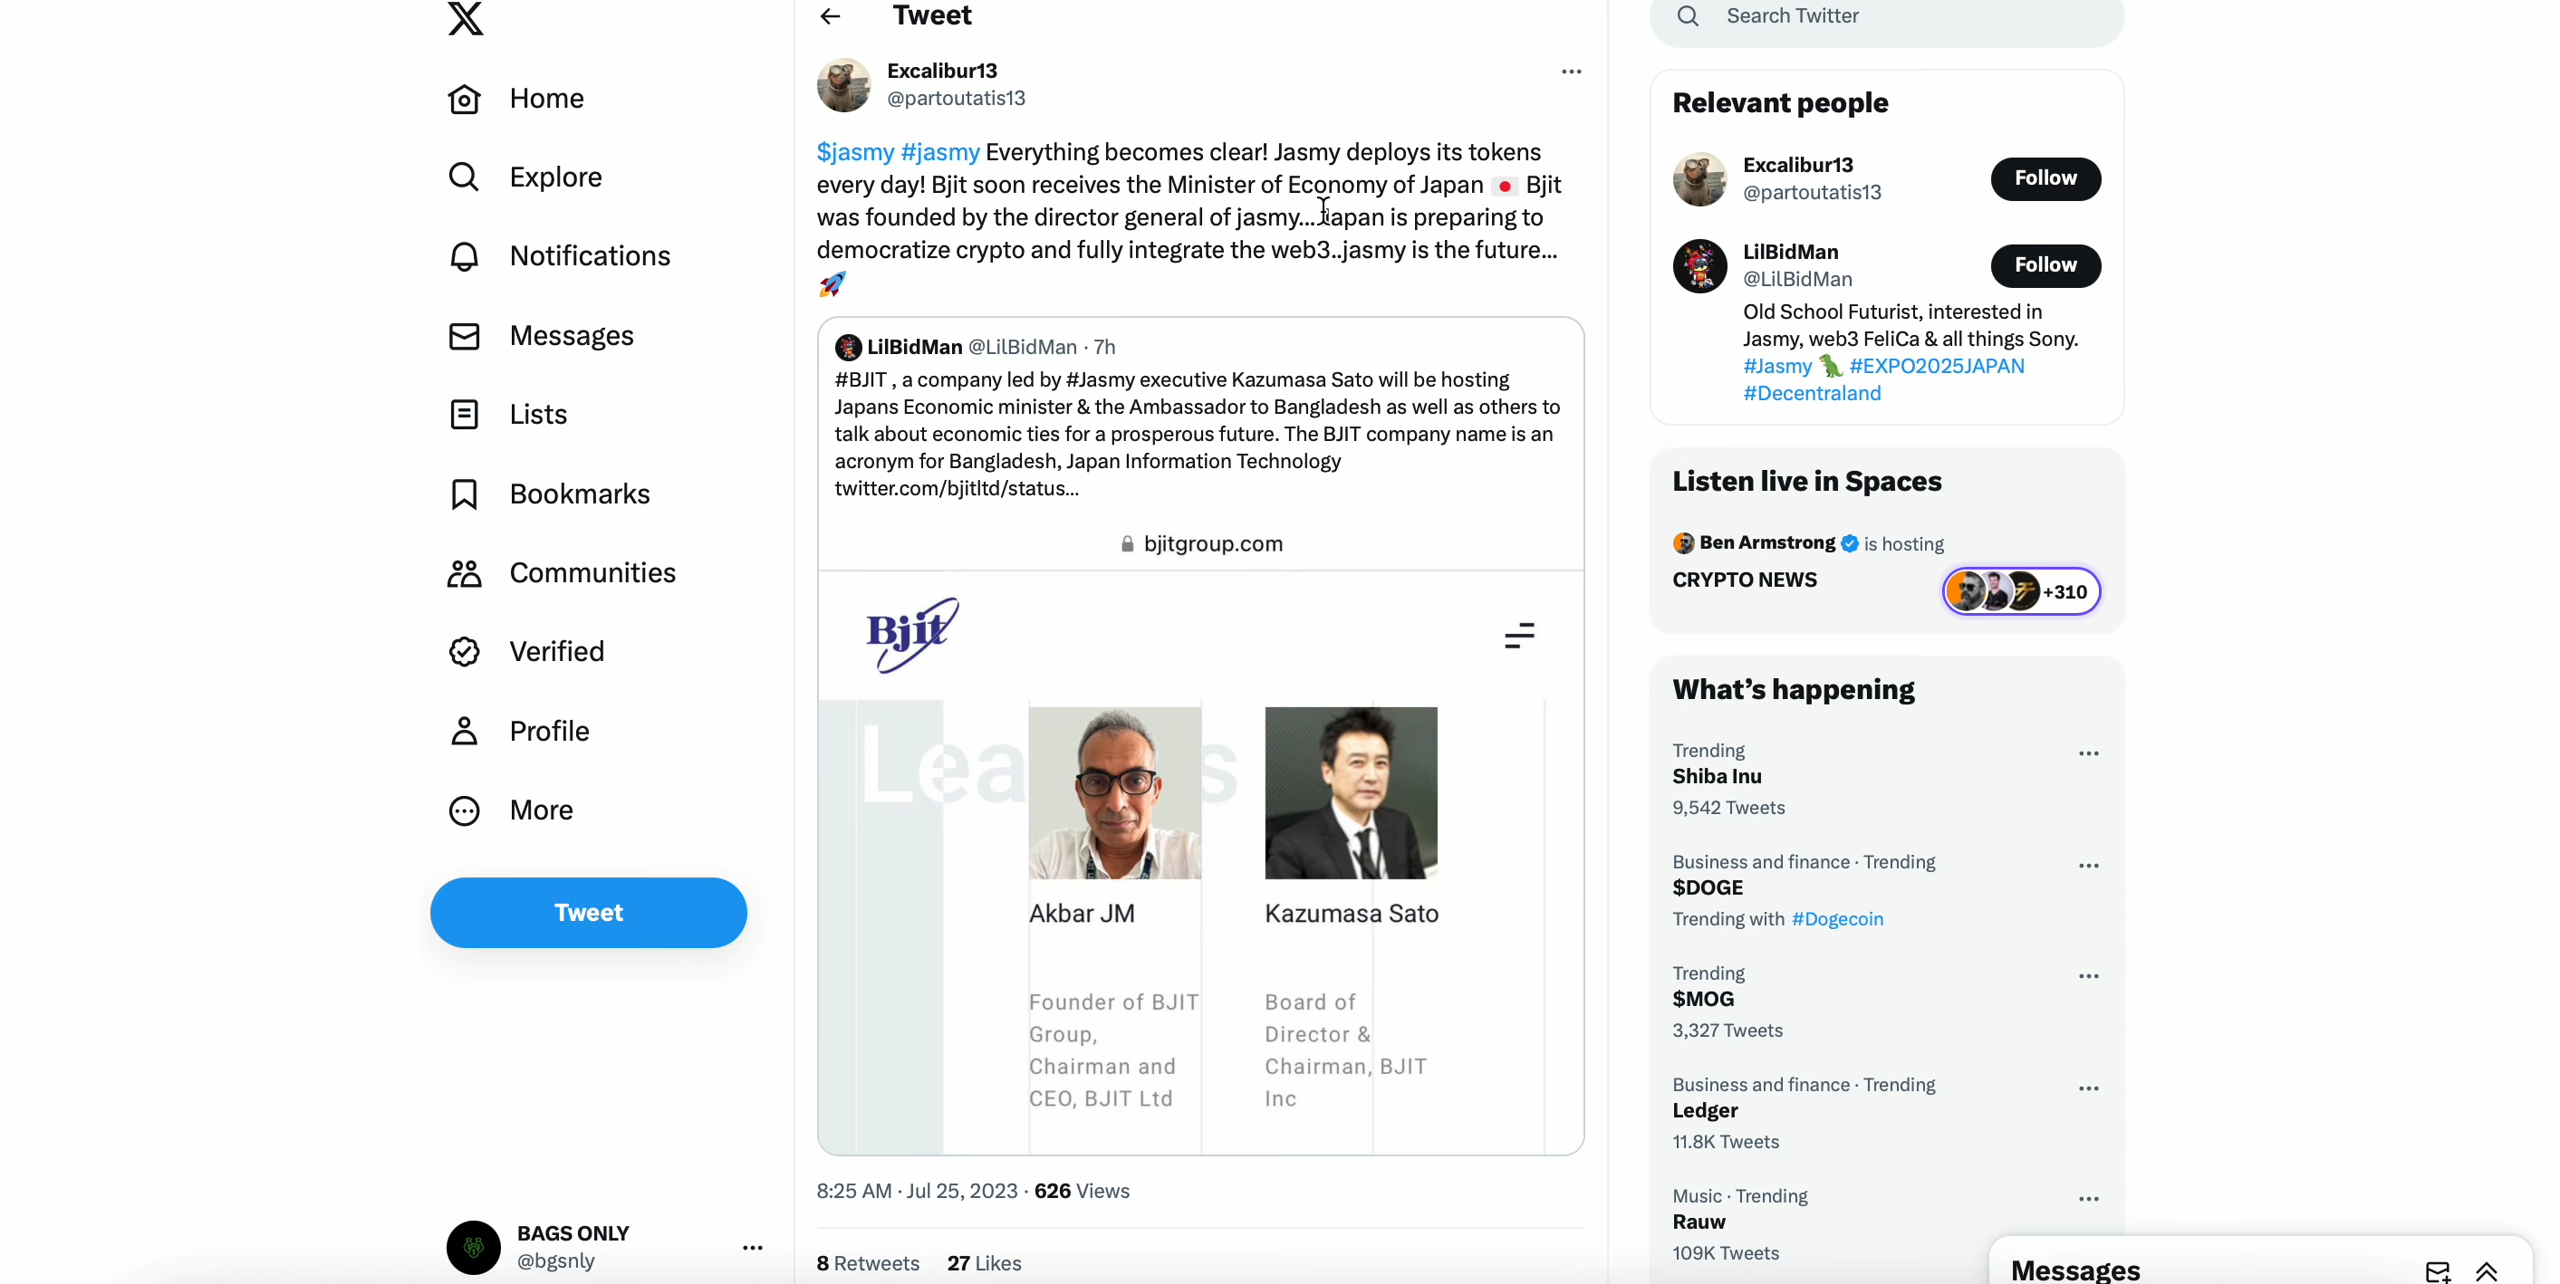 Home
Explore
Notifications
Messages
Lists
Bookmarks
Communities
Verified
Profile
More
Tweet
BAGS ONLY
@bgsnly
Tweet
Excalibur13
@partoutatis13
$jasmy #jasmy Everything becomes clear! Jasmy deploys its tokens
every day! Bjit soon receives the Minister of Economy of Japan 🇯🇵 Bjit
was founded by the director general of jasmy...Japan is preparing to
democratize crypto and fully integrate the web3..jasmy is the future...
🚀
LilBidMan @LilBidMan · 7h
#BJIT , a company led by #Jasmy executive Kazumasa Sato will be hosting
Japans Economic minister & the Ambassador to Bangladesh as well as others to
talk about economic ties for a prosperous future. The BJIT company name is an
acronym for Bangladesh, Japan Information Technology
twitter.com/bjitltd/status...
bjitgroup.com
Bjit
Lea s
Akbar JM
Founder of BJIT
Group,
Chairman and
CEO, BJIT Ltd
Kazumasa Sato
Board of
Director &
Chairman, BJIT
Inc
8:25 AM · Jul 25, 2023 · 626 Views
8 Retweets 27 Likes
Search Twitter
Relevant people
Excalibur13
@partoutatis13
Follow
LilBidMan
@LilBidMan
Follow
Old School Futurist, interested in
Jasmy, web3 FeliCa & all things Sony.
#Jasmy 🦖 #EXPO2025JAPAN
#Decentraland
Listen live in Spaces
Ben Armstrong is hosting
CRYPTO NEWS
+310
What's happening
Trending
Shiba Inu
9,542 Tweets
Business and finance · Trending
$DOGE
Trending with #Dogecoin
Trending
$MOG
3,327 Tweets
Business and finance · Trending
Ledger
11.8K Tweets
Music · Trending
Rauw
109K Tweets
Messages